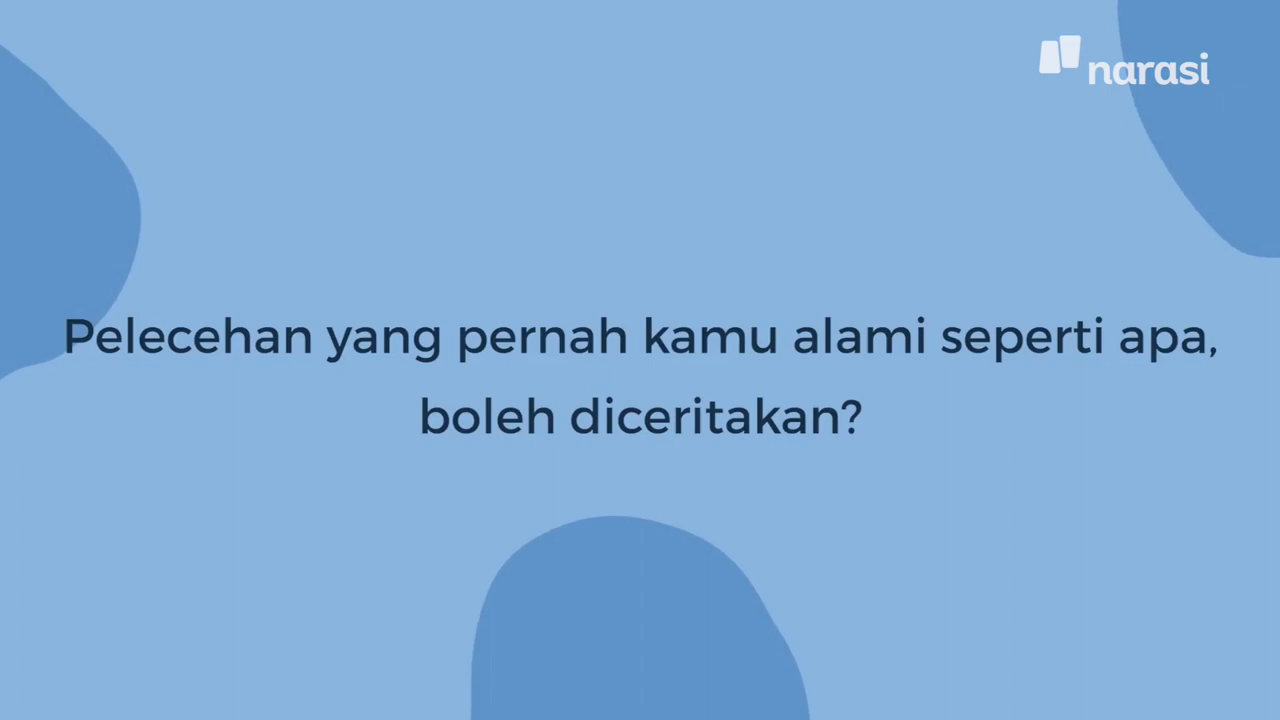 narasi
Pelecehan yang pernah kamu alami seperti apa,
boleh diceritakan?